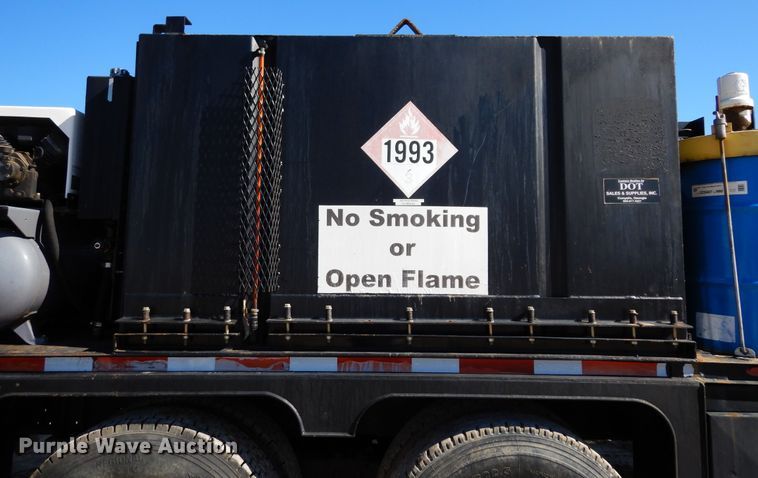 1993
3
No Smoking
or
Open Flame
DOT
SALES & SUPPLIES, INC.
Purple Wave Auction